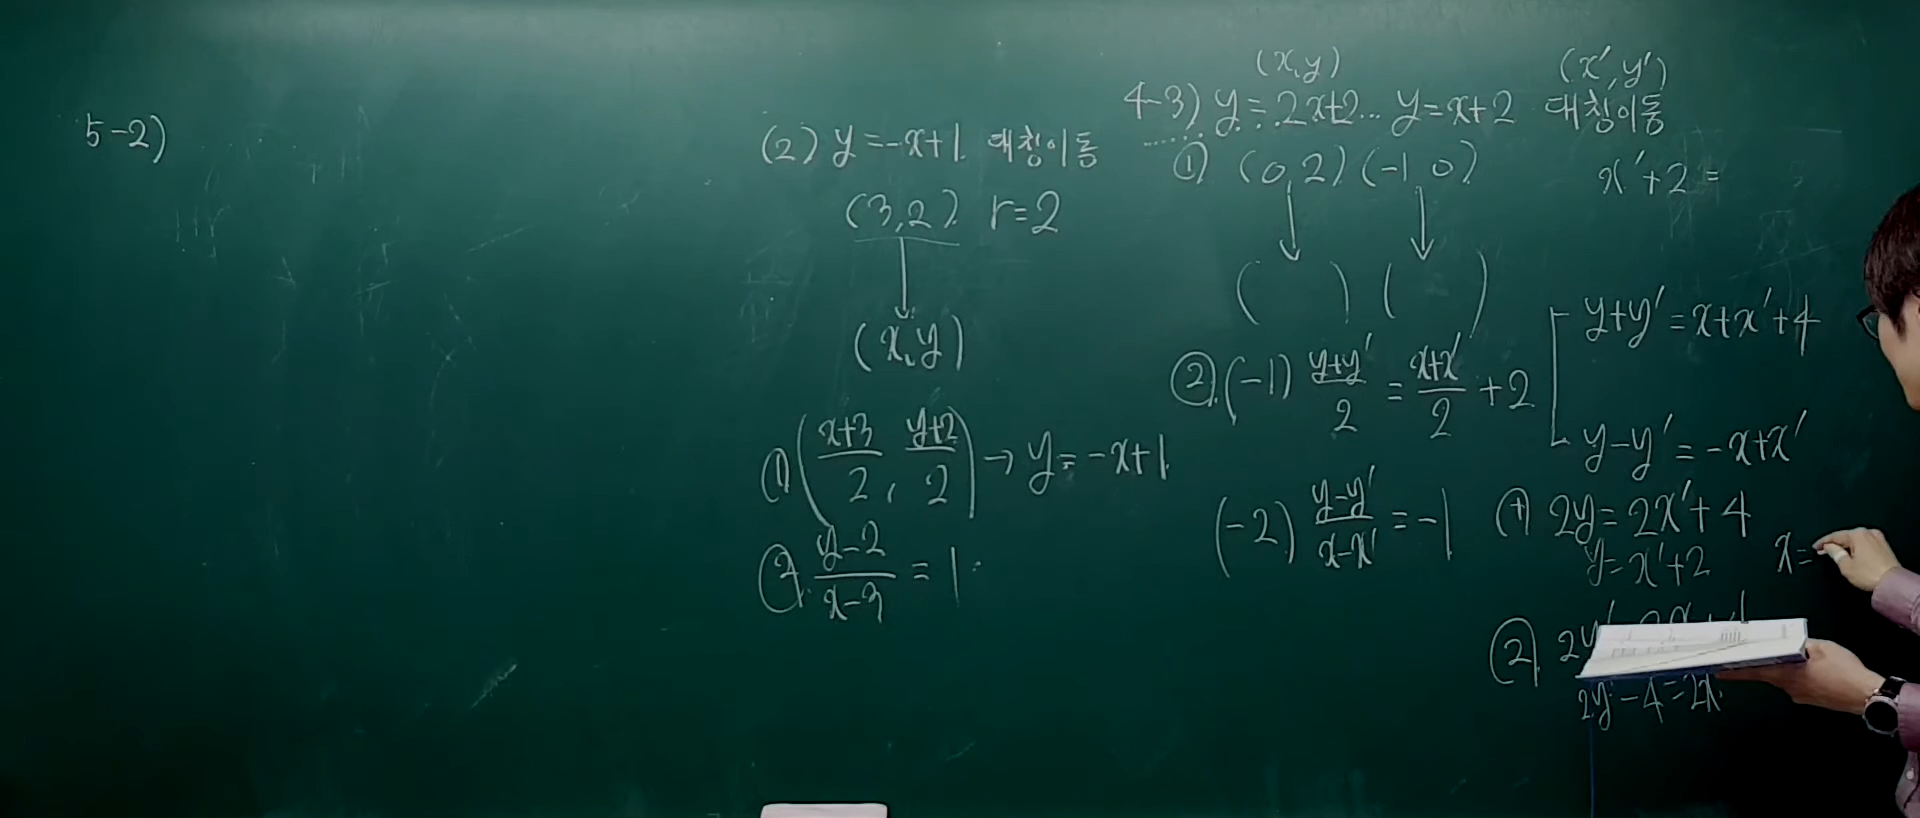 5-2)
(2) y=-x+1 대칭이동
(3,2) r=2
(x,y)
① (x+3/2, y+2/2) → y=-x+1
② y-2/x-3 = 1
(x,y) (x',y')
4-3) y=2x+2... y=x+2 대칭이동
① (0,2) (-1 0) x'+2=
( ) ( )
②(-1) y+y'/2 = x+x'/2 +2
(-2) y-y'/x-x' = -1
y+y'=x+x'+4
y-y'=-x+x'
① 2y=2x'+4
y=x'+2 x=
② 2y'
2y'-4=2x